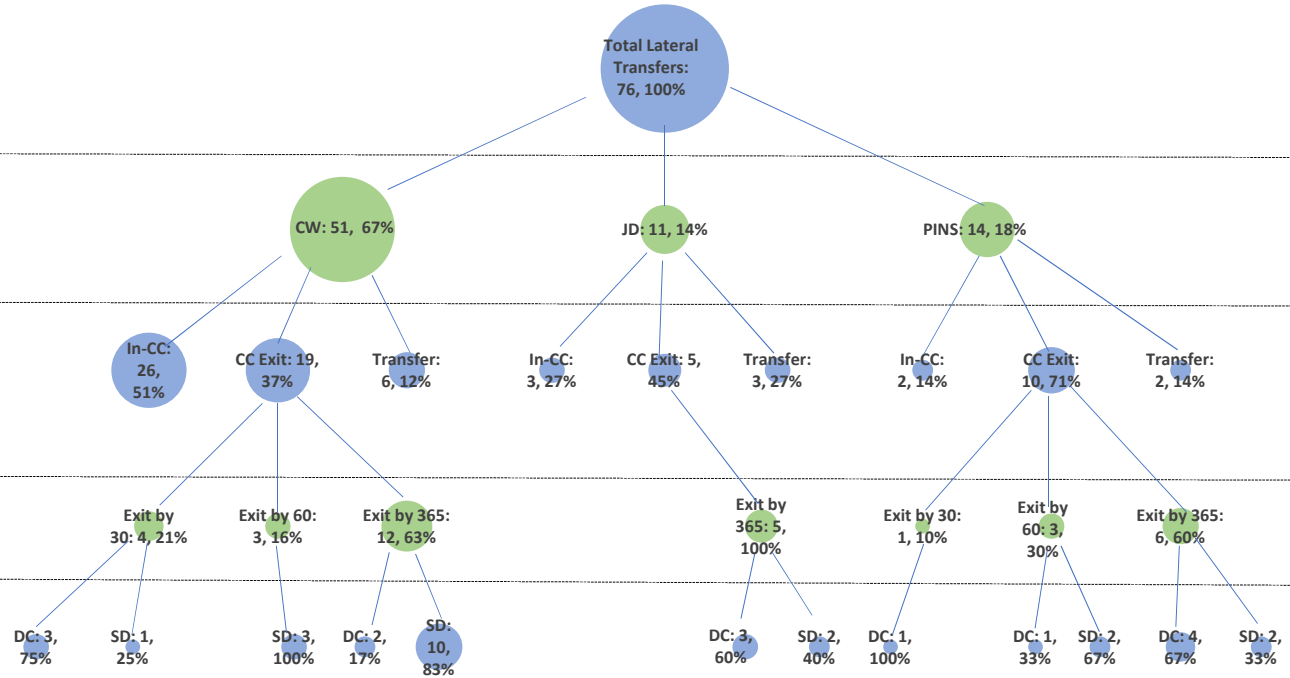 Total Lateral
Transfers:
76, 100%
CW: 51, 67%
JD: 11, 14%
PINS: 14, 18%
In-CC:
26,
51%
CC Exit: 19,
37%
Transfer:
6, 12%
In-CC:
3, 27%
CC Exit: 5,
45%
Transfer:
3, 27%
In-CC:
2, 14%
CC Exit:
10, 71%
Transfer:
2, 14%
Exit by
30: 4, 21%
Exit by 60:
3, 16%
Exit by 365:
12, 63%
Exit by
365: 5,
100%
Exit by 30:
1, 10%
Exit by
60: 3,
30%
Exit by 365:
6, 60%
DC: 3,
75%
SD: 1,
25%
SD: 3,
100%
DC: 2,
17%
SD:
10,
83%
DC: 3,
60%
SD: 2,
40%
DC: 1,
100%
DC: 1,
33%
SD: 2,
67%
DC: 4,
67%
SD: 2,
33%